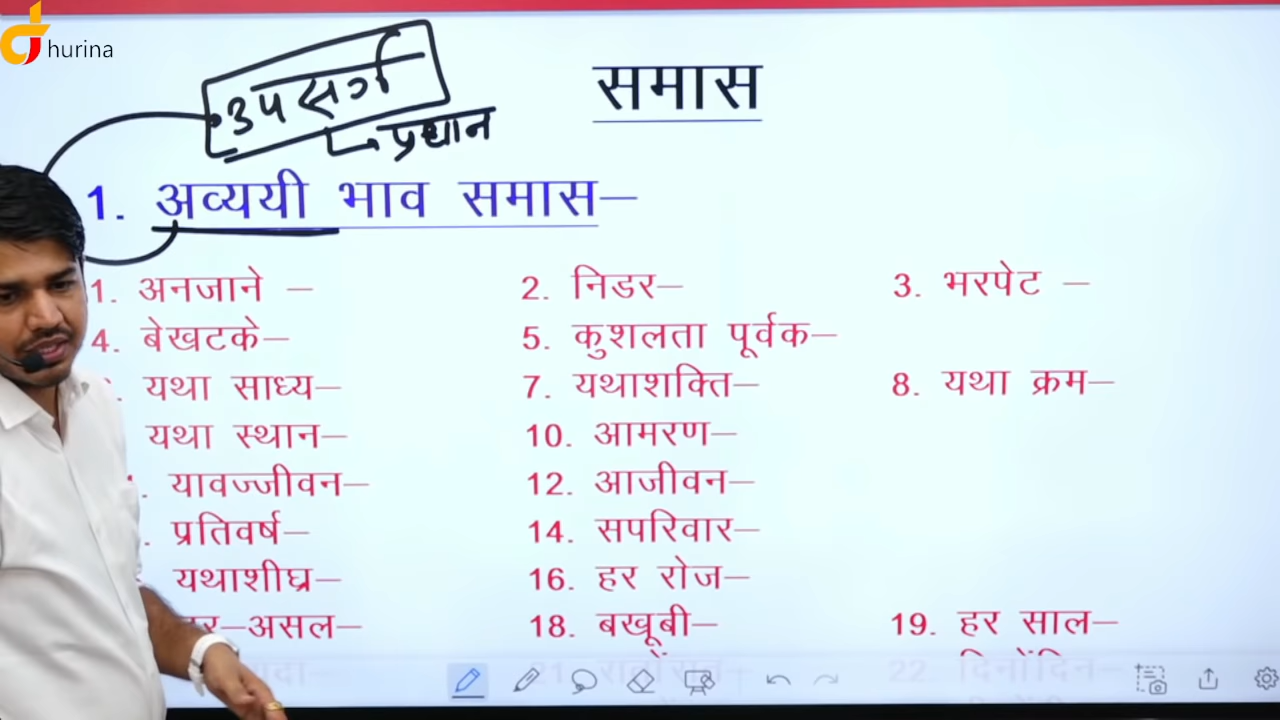 hurina
उपसर्ग
समास
प्रधान
1. अव्ययी भाव समास–
1. अनजाने –
2. निडर–
3. भरपेट –
4. बेखटके–
5. कुशलता पूर्वक–
यथा साध्य–
7. यथाशक्ति–
8. यथा क्रम–
यथा स्थान–
10. आमरण–
यावज्जीवन–
12. आजीवन–
प्रतिवर्ष–
14. सपरिवार–
यथाशीघ्र–
16. हर रोज–
–असल–
18. बखूबी–
19. हर साल–
21. रातोंरात–
22 दिनोंदिन–